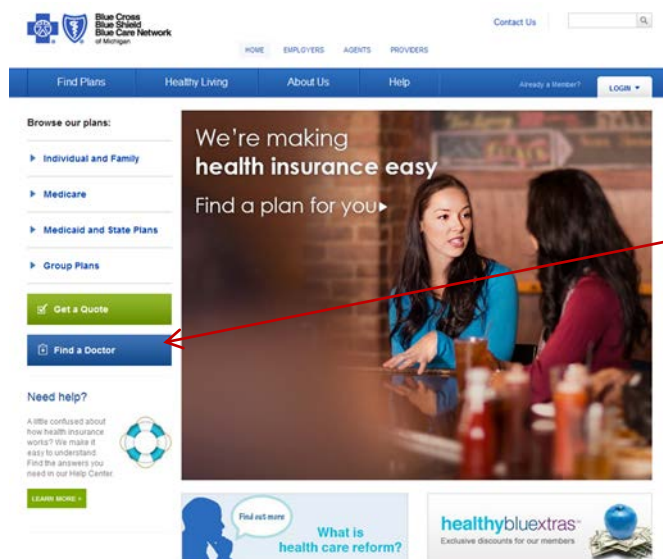 Blue Cross
Blue Shield
Blue Care Network
of Michigan
Contact Us
HOME EMPLOYERS AGENTS PROVIDERS
Find Plans Healthy Living About Us Help Already a Member? LOGIN
Browse our plans:
Individual and Family
Medicare
Medicaid and State Plans
Group Plans
Get a Quote
Find a Doctor
We're making
health insurance easy
Find a plan for you
Need help?
A little confused about
how health insurance
works? We make it
easy to understand.
Find the answers you
need in our Help Center.
LEARN MORE »
Find out more
What is
health care reform?
healthybluextras℠
Exclusive discounts for our members